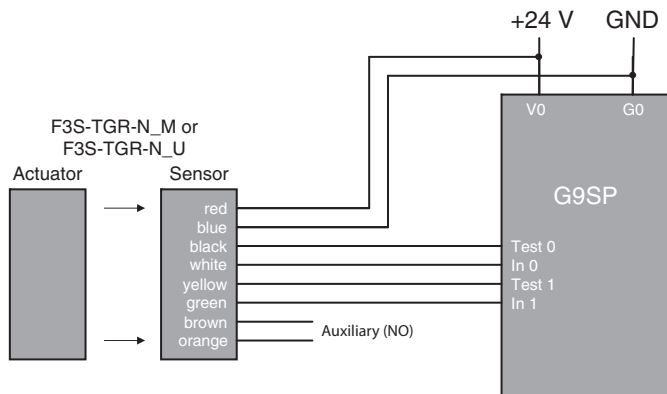 +24 V GND
V0 G0
F3S-TGR-N_M or
F3S-TGR-N_U
Actuator Sensor
G9SP
red
blue
black
white
yellow
green
brown
orange
Test 0
In 0
Test 1
In 1
Auxiliary (NO)